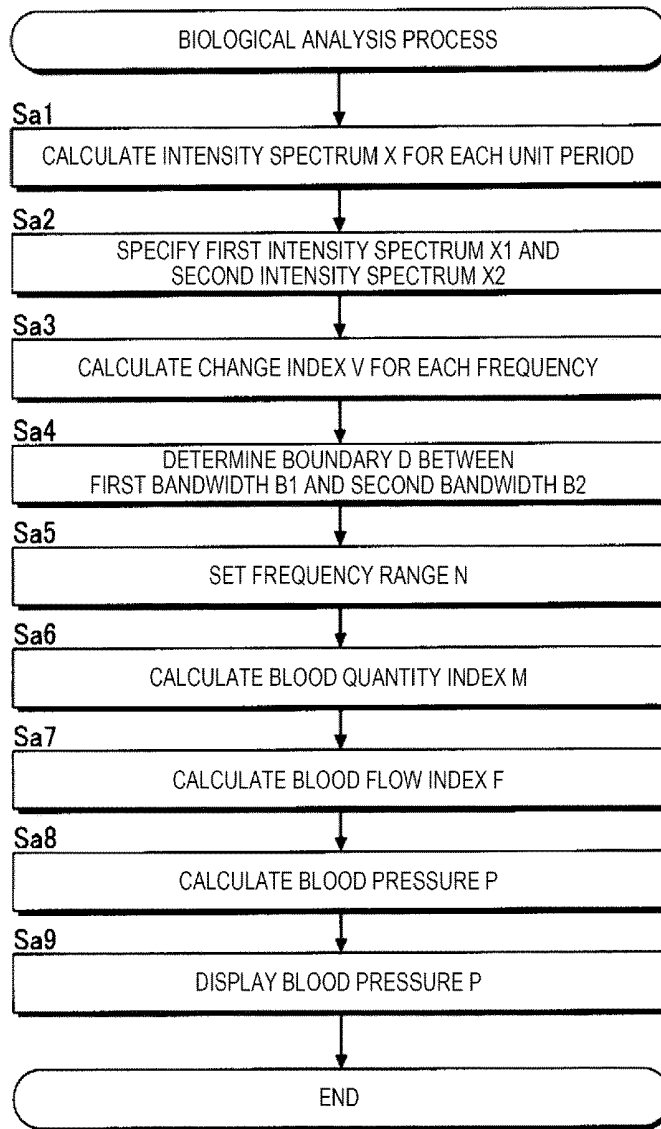 BIOLOGICAL ANALYSIS PROCESS
Sa1
CALCULATE INTENSITY SPECTRUM X FOR EACH UNIT PERIOD
Sa2
SPECIFY FIRST INTENSITY SPECTRUM X1 AND
SECOND INTENSITY SPECTRUM X2
Sa3
CALCULATE CHANGE INDEX V FOR EACH FREQUENCY
Sa4
DETERMINE BOUNDARY D BETWEEN
FIRST BANDWIDTH B1 AND SECOND BANDWIDTH B2
Sa5
SET FREQUENCY RANGE N
Sa6
CALCULATE BLOOD QUANTITY INDEX M
Sa7
CALCULATE BLOOD FLOW INDEX F
Sa8
CALCULATE BLOOD PRESSURE P
Sa9
DISPLAY BLOOD PRESSURE P
END